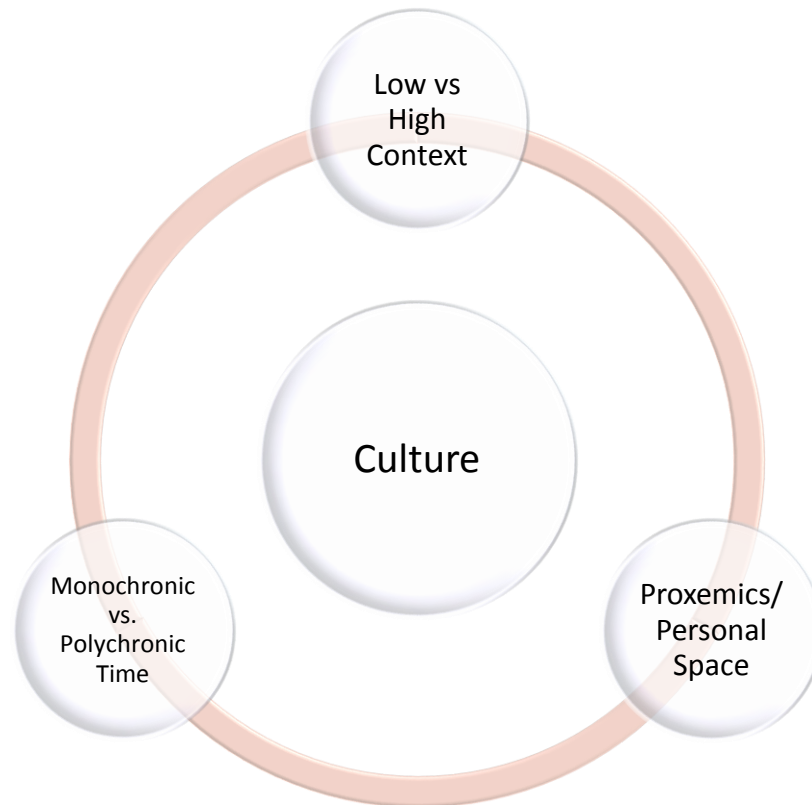 Low vs
High
Context
Culture
Monochronic
vs.
Polychronic
Time
Proxemics/
Personal
Space